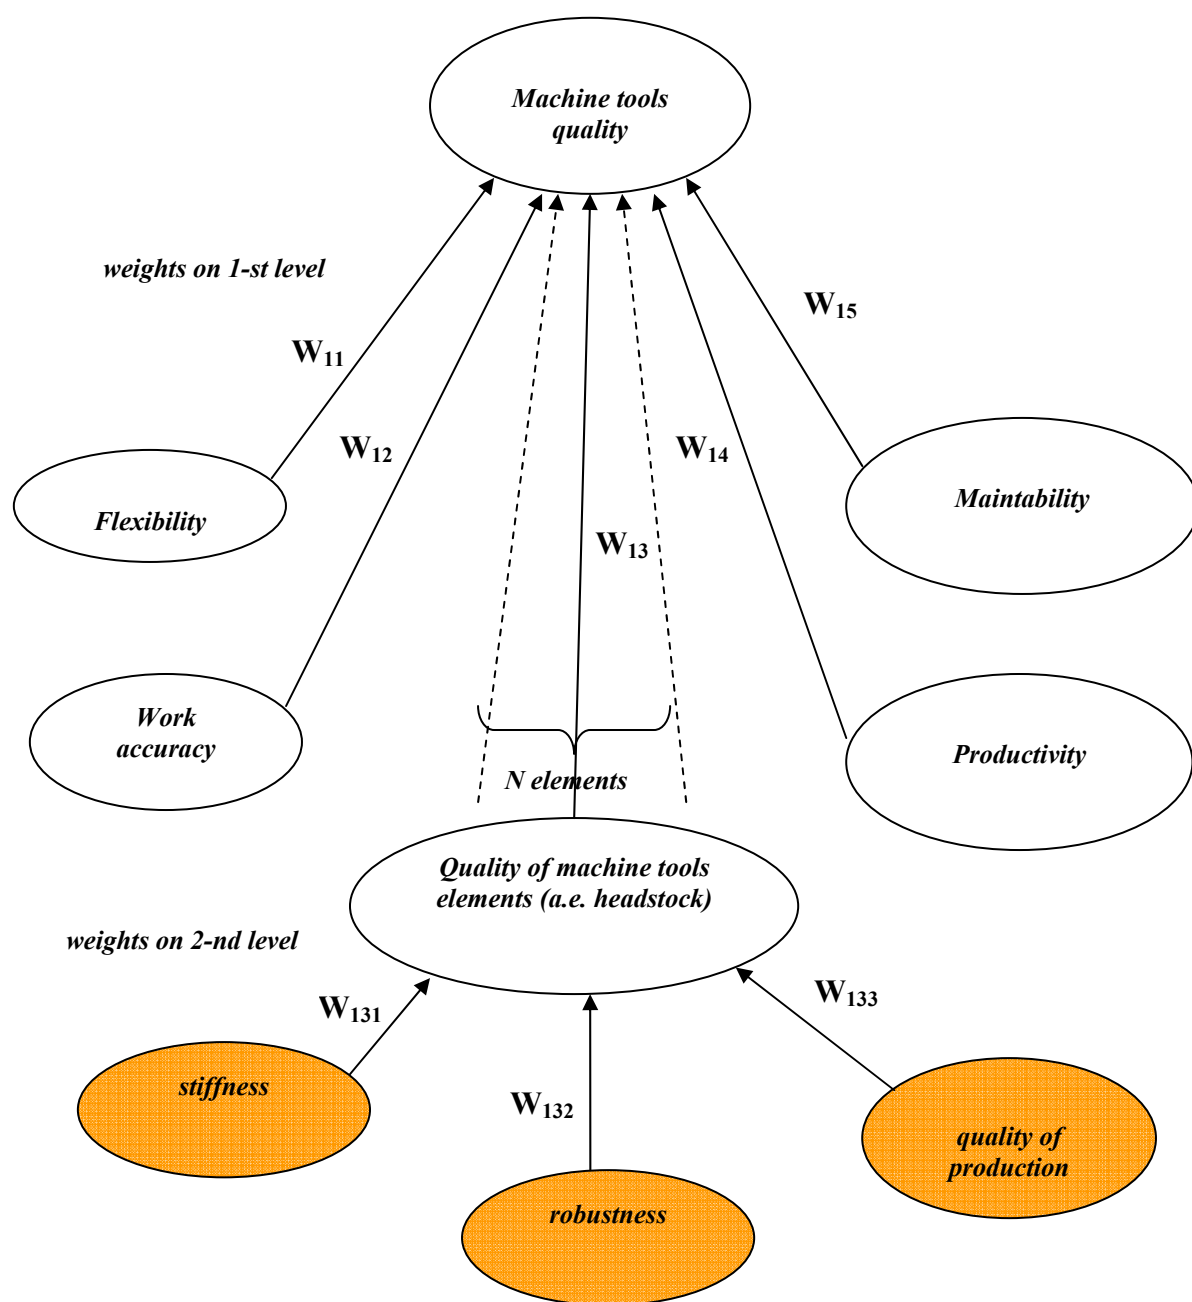 Machine tools
quality
weights on 1-st level
W15
W11
W12
W14
Maintability
Flexibility
W13
Work
accuracy
Productivity
N elements
Quality of machine tools
elements (a.e. headstock)
weights on 2-nd level
W133
W131
stiffness
W132
quality of
production
robustness